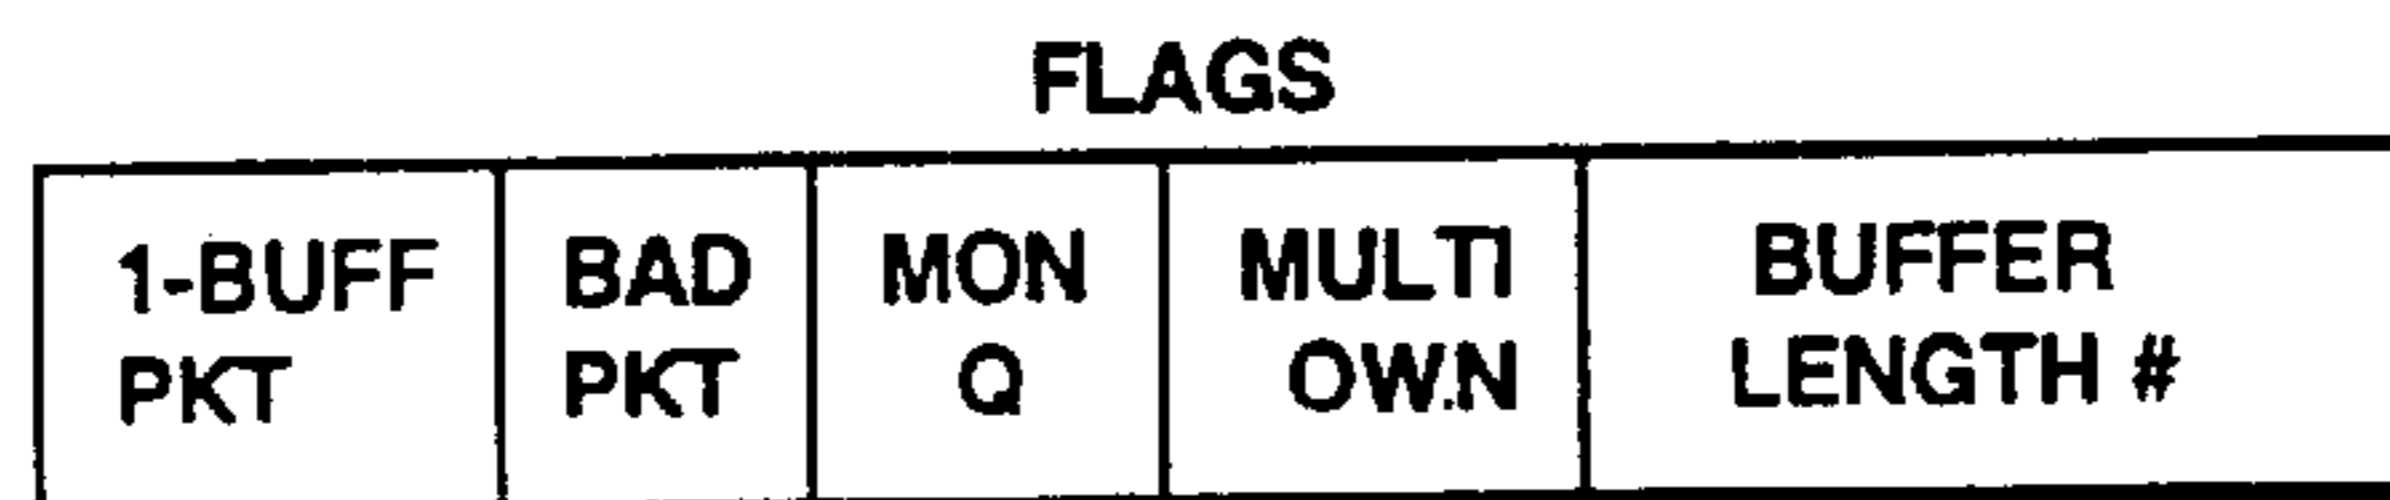 FLAGS
1-BUFF PKT
BAD PKT
MON Q
MULTI OWN
BUFFER LENGTH #